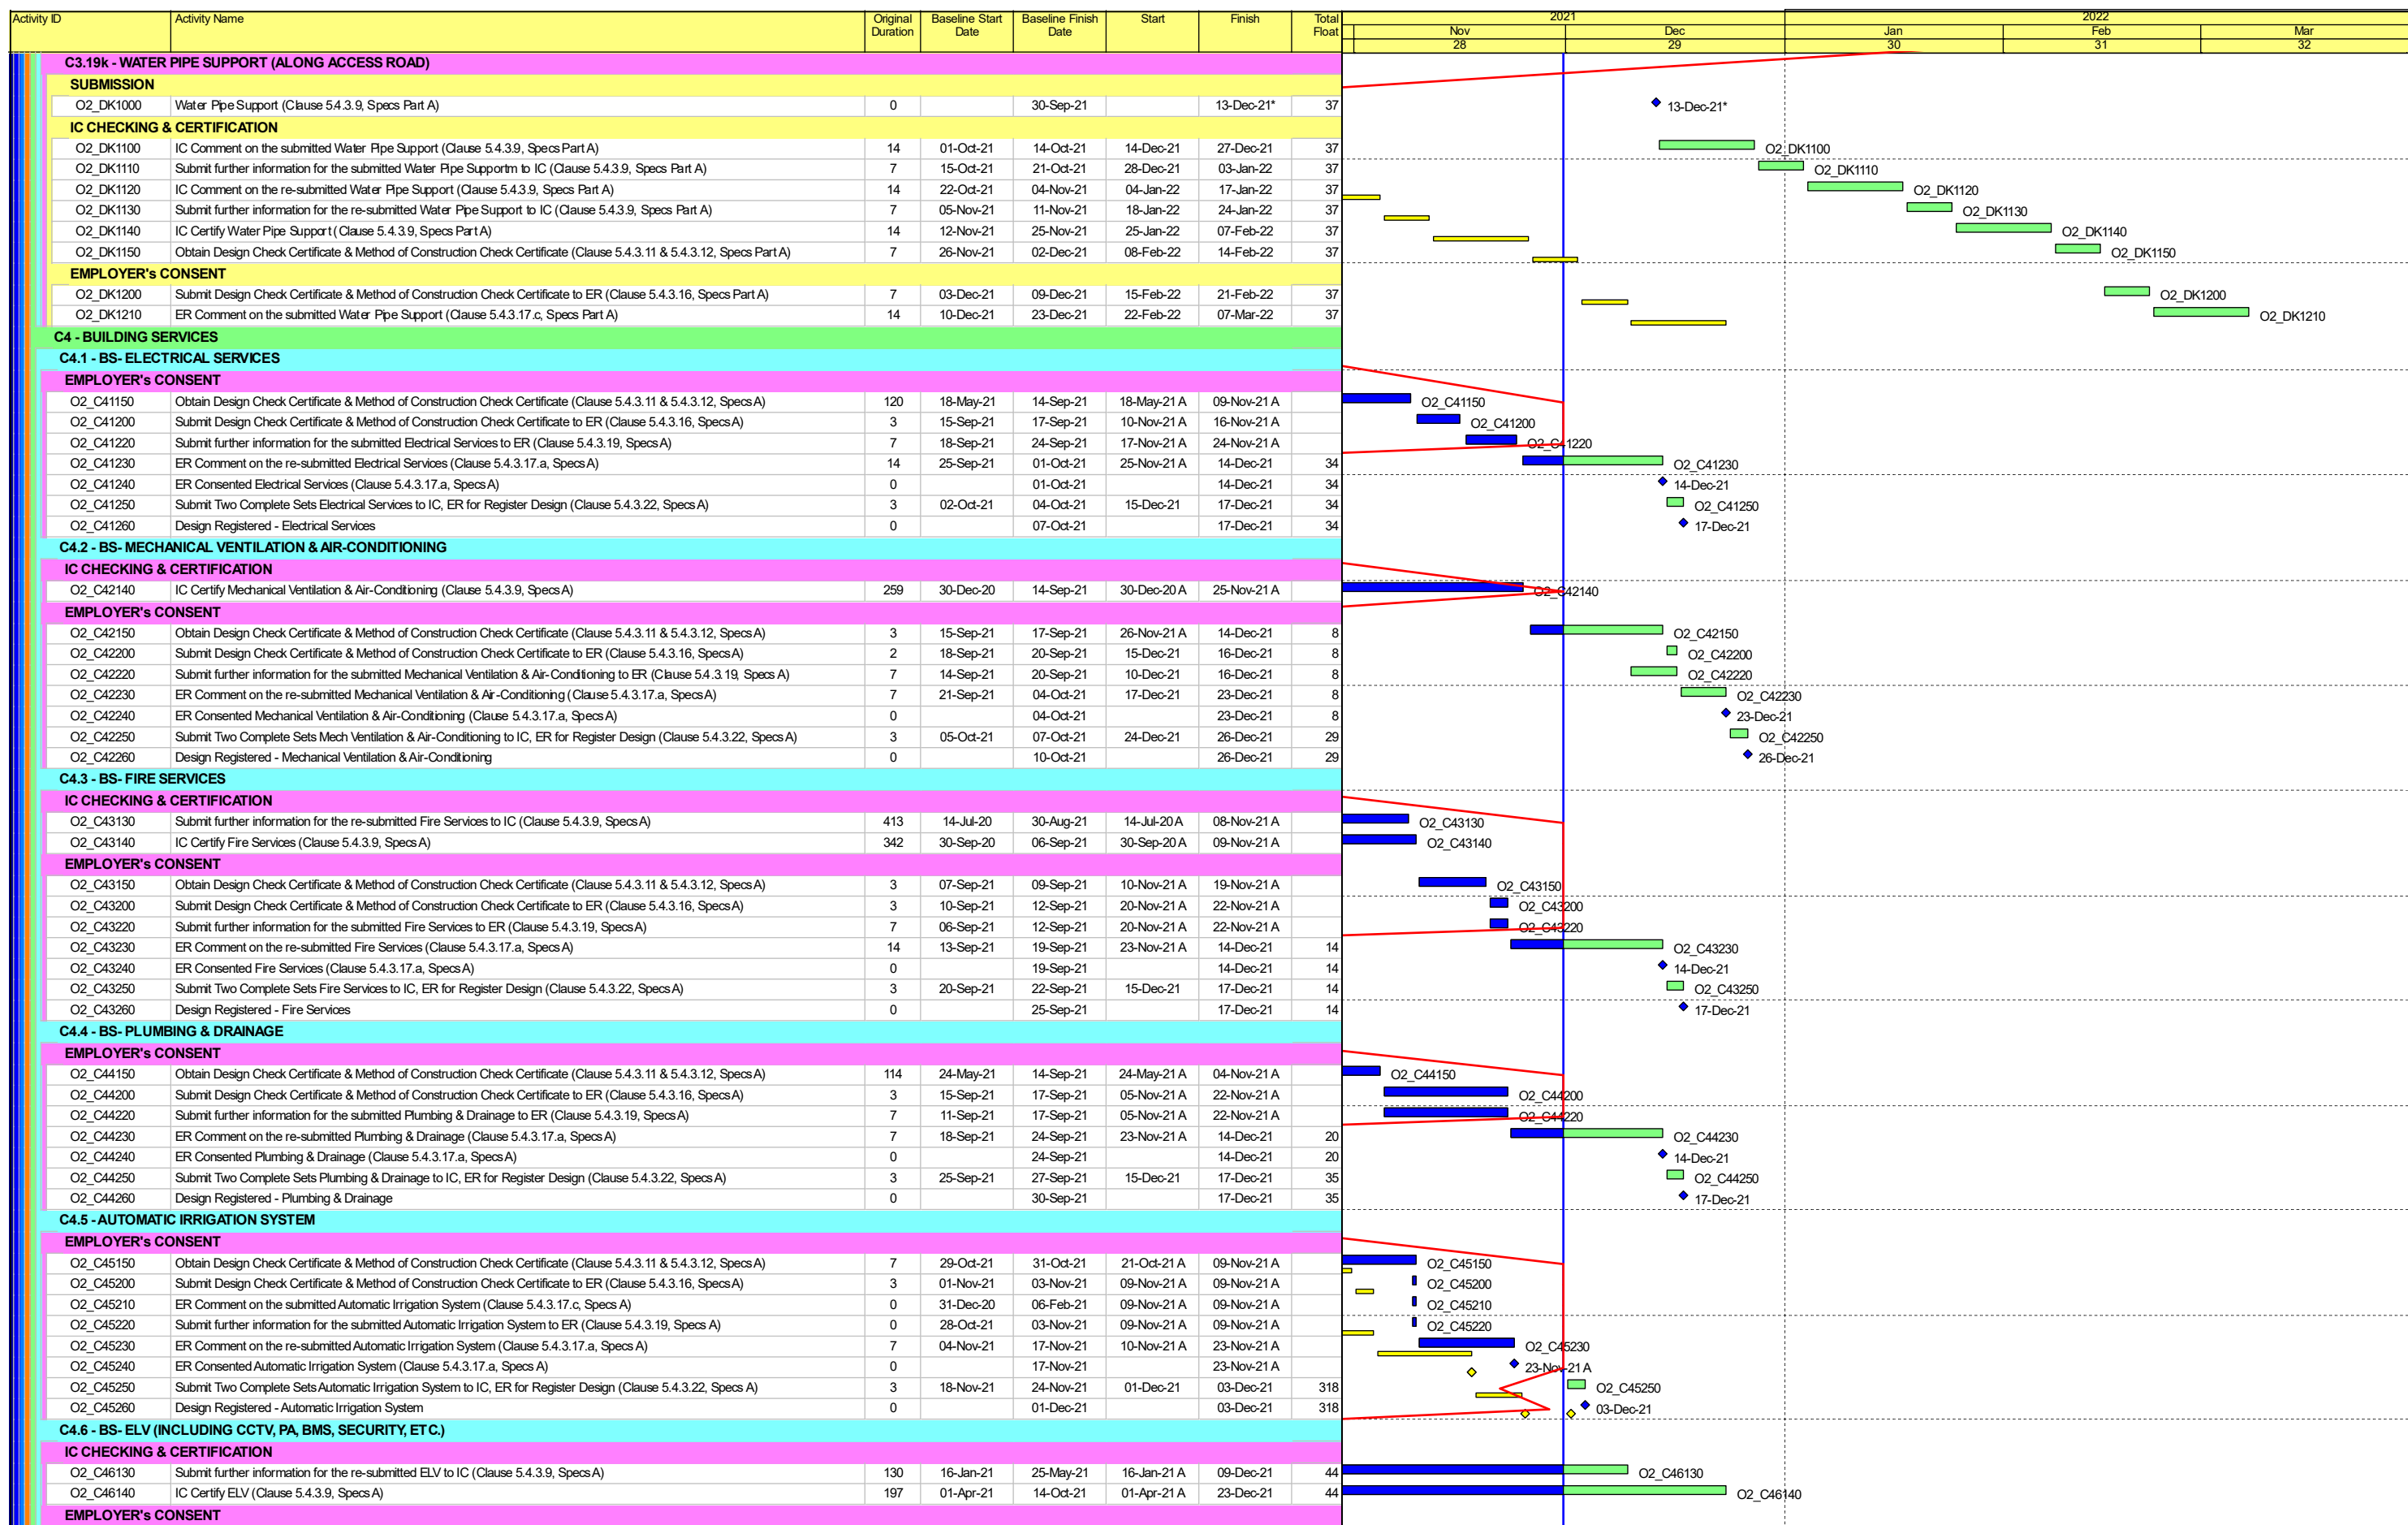 Activity ID Activity Name Original Duration Baseline Start Date Baseline Finish Date Start Finish Total Float 2021 2022
Nov Dec Jan Feb Mar
28 29 30 31 32
C3.19k - WATER PIPE SUPPORT (ALONG ACCESS ROAD)
SUBMISSION
O2_DK1000 Water Pipe Support (Clause 5.4.3.9, Specs Part A) 0 30-Sep-21 13-Dec-21* 37 13-Dec-21*
IC CHECKING & CERTIFICATION
O2_DK1100 IC Comment on the submitted Water Pipe Support (Clause 5.4.3.9, Specs Part A) 14 01-Oct-21 14-Oct-21 14-Dec-21 27-Dec-21 37 O2_DK1100
O2_DK1110 Submit further information for the submitted Water Pipe Supportm to IC (Clause 5.4.3.9, Specs Part A) 7 15-Oct-21 21-Oct-21 28-Dec-21 03-Jan-22 37 O2_DK1110
O2_DK1120 IC Comment on the re-submitted Water Pipe Support (Clause 5.4.3.9, Specs Part A) 14 22-Oct-21 04-Nov-21 04-Jan-22 17-Jan-22 37 O2_DK1120
O2_DK1130 Submit further information for the re-submitted Water Pipe Support to IC (Clause 5.4.3.9, Specs Part A) 7 05-Nov-21 11-Nov-21 18-Jan-22 24-Jan-22 37 O2_DK1130
O2_DK1140 IC Certify Water Pipe Support (Clause 5.4.3.9, Specs Part A) 14 12-Nov-21 25-Nov-21 25-Jan-22 07-Feb-22 37 O2_DK1140
O2_DK1150 Obtain Design Check Certificate & Method of Construction Check Certificate (Clause 5.4.3.11 & 5.4.3.12, Specs Part A) 7 26-Nov-21 02-Dec-21 08-Feb-22 14-Feb-22 37 O2_DK1150
EMPLOYER's CONSENT
O2_DK1200 Submit Design Check Certificate & Method of Construction Check Certificate to ER (Clause 5.4.3.16, Specs Part A) 7 03-Dec-21 09-Dec-21 15-Feb-22 21-Feb-22 37 O2_DK1200
O2_DK1210 ER Comment on the submitted Water Pipe Support (Clause 5.4.3.17.c, Specs Part A) 14 10-Dec-21 23-Dec-21 22-Feb-22 07-Mar-22 37 O2_DK1210
C4 - BUILDING SERVICES
C4.1 - BS- ELECTRICAL SERVICES
EMPLOYER's CONSENT
O2_C41150 Obtain Design Check Certificate & Method of Construction Check Certificate (Clause 5.4.3.11 & 5.4.3.12, Specs A) 120 18-May-21 14-Sep-21 18-May-21 A 09-Nov-21 A O2_C41150
O2_C41200 Submit Design Check Certificate & Method of Construction Check Certificate to ER (Clause 5.4.3.16, Specs A) 3 15-Sep-21 17-Sep-21 10-Nov-21 A 16-Nov-21 A O2_C41200
O2_C41220 Submit further information for the submitted Electrical Services to ER (Clause 5.4.3.19, Specs A) 7 18-Sep-21 24-Sep-21 17-Nov-21 A 24-Nov-21 A O2_C41220
O2_C41230 ER Comment on the re-submitted Electrical Services (Clause 5.4.3.17.a, Specs A) 14 25-Sep-21 01-Oct-21 25-Nov-21 A 14-Dec-21 34 O2_C41230
O2_C41240 ER Consented Electrical Services (Clause 5.4.3.17.a, Specs A) 0 01-Oct-21 14-Dec-21 34 14-Dec-21
O2_C41250 Submit Two Complete Sets Electrical Services to IC, ER for Register Design (Clause 5.4.3.22, Specs A) 3 02-Oct-21 04-Oct-21 15-Dec-21 17-Dec-21 34 O2_C41250
O2_C41260 Design Registered - Electrical Services 0 07-Oct-21 17-Dec-21 34 17-Dec-21
C4.2 - BS- MECHANICAL VENTILATION & AIR-CONDITIONING
IC CHECKING & CERTIFICATION
O2_C42140 IC Certify Mechanical Ventilation & Air-Conditioning (Clause 5.4.3.9, Specs A) 259 30-Dec-20 14-Sep-21 30-Dec-20 A 25-Nov-21 A O2_C42140
EMPLOYER's CONSENT
O2_C42150 Obtain Design Check Certificate & Method of Construction Check Certificate (Clause 5.4.3.11 & 5.4.3.12, Specs A) 3 15-Sep-21 17-Sep-21 26-Nov-21 A 14-Dec-21 8 O2_C42150
O2_C42200 Submit Design Check Certificate & Method of Construction Check Certificate to ER (Clause 5.4.3.16, Specs A) 2 18-Sep-21 20-Sep-21 15-Dec-21 16-Dec-21 8 O2_C42200
O2_C42220 Submit further information for the submitted Mechanical Ventilation & Air-Conditioning to ER (Clause 5.4.3.19, Specs A) 7 14-Sep-21 20-Sep-21 10-Dec-21 16-Dec-21 8 O2_C42220
O2_C42230 ER Comment on the re-submitted Mechanical Ventilation & Air-Conditioning (Clause 5.4.3.17.a, Specs A) 7 21-Sep-21 04-Oct-21 17-Dec-21 23-Dec-21 8 O2_C42230
O2_C42240 ER Consented Mechanical Ventilation & Air-Conditioning (Clause 5.4.3.17.a, Specs A) 0 04-Oct-21 23-Dec-21 8 23-Dec-21
O2_C42250 Submit Two Complete Sets Mech Ventilation & Air-Conditioning to IC, ER for Register Design (Clause 5.4.3.22, Specs A) 3 05-Oct-21 07-Oct-21 24-Dec-21 26-Dec-21 29 O2_C42250
O2_C42260 Design Registered - Mechanical Ventilation & Air-Conditioning 0 10-Oct-21 26-Dec-21 29 26-Dec-21
C4.3 - BS- FIRE SERVICES
IC CHECKING & CERTIFICATION
O2_C43130 Submit further information for the re-submitted Fire Services to IC (Clause 5.4.3.9, Specs A) 413 14-Jul-20 30-Aug-21 14-Jul-20 A 08-Nov-21 A O2_C43130
O2_C43140 IC Certify Fire Services (Clause 5.4.3.9, Specs A) 342 30-Sep-20 06-Sep-21 30-Sep-20 A 09-Nov-21 A O2_C43140
EMPLOYER's CONSENT
O2_C43150 Obtain Design Check Certificate & Method of Construction Check Certificate (Clause 5.4.3.11 & 5.4.3.12, Specs A) 3 07-Sep-21 09-Sep-21 10-Nov-21 A 19-Nov-21 A O2_C43150
O2_C43200 Submit Design Check Certificate & Method of Construction Check Certificate to ER (Clause 5.4.3.16, Specs A) 3 10-Sep-21 12-Sep-21 20-Nov-21 A 22-Nov-21 A O2_C43200
O2_C43220 Submit further information for the submitted Fire Services to ER (Clause 5.4.3.19, Specs A) 7 06-Sep-21 12-Sep-21 20-Nov-21 A 22-Nov-21 A O2_C43220
O2_C43230 ER Comment on the re-submitted Fire Services (Clause 5.4.3.17.a, Specs A) 14 13-Sep-21 19-Sep-21 23-Nov-21 A 14-Dec-21 14 O2_C43230
O2_C43240 ER Consented Fire Services (Clause 5.4.3.17.a, Specs A) 0 19-Sep-21 14-Dec-21 14 14-Dec-21
O2_C43250 Submit Two Complete Sets Fire Services to IC, ER for Register Design (Clause 5.4.3.22, Specs A) 3 20-Sep-21 22-Sep-21 15-Dec-21 17-Dec-21 14 O2_C43250
O2_C43260 Design Registered - Fire Services 0 25-Sep-21 17-Dec-21 14 17-Dec-21
C4.4 - BS- PLUMBING & DRAINAGE
EMPLOYER's CONSENT
O2_C44150 Obtain Design Check Certificate & Method of Construction Check Certificate (Clause 5.4.3.11 & 5.4.3.12, Specs A) 114 24-May-21 14-Sep-21 24-May-21 A 04-Nov-21 A O2_C44150
O2_C44200 Submit Design Check Certificate & Method of Construction Check Certificate to ER (Clause 5.4.3.16, Specs A) 3 15-Sep-21 17-Sep-21 05-Nov-21 A 22-Nov-21 A O2_C44200
O2_C44220 Submit further information for the submitted Plumbing & Drainage to ER (Clause 5.4.3.19, Specs A) 7 11-Sep-21 17-Sep-21 05-Nov-21 A 22-Nov-21 A O2_C44220
O2_C44230 ER Comment on the re-submitted Plumbing & Drainage (Clause 5.4.3.17.a, Specs A) 7 18-Sep-21 24-Sep-21 23-Nov-21 A 14-Dec-21 20 O2_C44230
O2_C44240 ER Consented Plumbing & Drainage (Clause 5.4.3.17.a, Specs A) 0 24-Sep-21 14-Dec-21 20 14-Dec-21
O2_C44250 Submit Two Complete Sets Plumbing & Drainage to IC, ER for Register Design (Clause 5.4.3.22, Specs A) 3 25-Sep-21 27-Sep-21 15-Dec-21 17-Dec-21 35 O2_C44250
O2_C44260 Design Registered - Plumbing & Drainage 0 30-Sep-21 17-Dec-21 35 17-Dec-21
C4.5 - AUTOMATIC IRRIGATION SYSTEM
EMPLOYER's CONSENT
O2_C45150 Obtain Design Check Certificate & Method of Construction Check Certificate (Clause 5.4.3.11 & 5.4.3.12, Specs A) 7 29-Oct-21 31-Oct-21 21-Oct-21 A 09-Nov-21 A O2_C45150
O2_C45200 Submit Design Check Certificate & Method of Construction Check Certificate to ER (Clause 5.4.3.16, Specs A) 3 01-Nov-21 03-Nov-21 09-Nov-21 A 09-Nov-21 A O2_C45200
O2_C45210 ER Comment on the submitted Automatic Irrigation System (Clause 5.4.3.17.c, Specs A) 0 31-Dec-20 06-Feb-21 09-Nov-21 A 09-Nov-21 A O2_C45210
O2_C45220 Submit further information for the submitted Automatic Irrigation System to ER (Clause 5.4.3.19, Specs A) 0 28-Oct-21 03-Nov-21 09-Nov-21 A 09-Nov-21 A O2_C45220
O2_C45230 ER Comment on the re-submitted Automatic Irrigation System (Clause 5.4.3.17.a, Specs A) 7 04-Nov-21 17-Nov-21 10-Nov-21 A 23-Nov-21 A O2_C45230
O2_C45240 ER Consented Automatic Irrigation System (Clause 5.4.3.17.a, Specs A) 0 17-Nov-21 23-Nov-21 A 23-Nov-21 A
O2_C45250 Submit Two Complete Sets Automatic Irrigation System to IC, ER for Register Design (Clause 5.4.3.22, Specs A) 3 18-Nov-21 24-Nov-21 01-Dec-21 03-Dec-21 318 O2_C45250
O2_C45260 Design Registered - Automatic Irrigation System 0 01-Dec-21 03-Dec-21 318 03-Dec-21
C4.6 - BS- ELV (INCLUDING CCTV, PA, BMS, SECURITY, ETC.)
IC CHECKING & CERTIFICATION
O2_C46130 Submit further information for the re-submitted ELV to IC (Clause 5.4.3.9, Specs A) 130 16-Jan-21 25-May-21 16-Jan-21 A 09-Dec-21 44 O2_C46130
O2_C46140 IC Certify ELV (Clause 5.4.3.9, Specs A) 197 01-Apr-21 14-Oct-21 01-Apr-21 A 23-Dec-21 44 O2_C46140
EMPLOYER's CONSENT